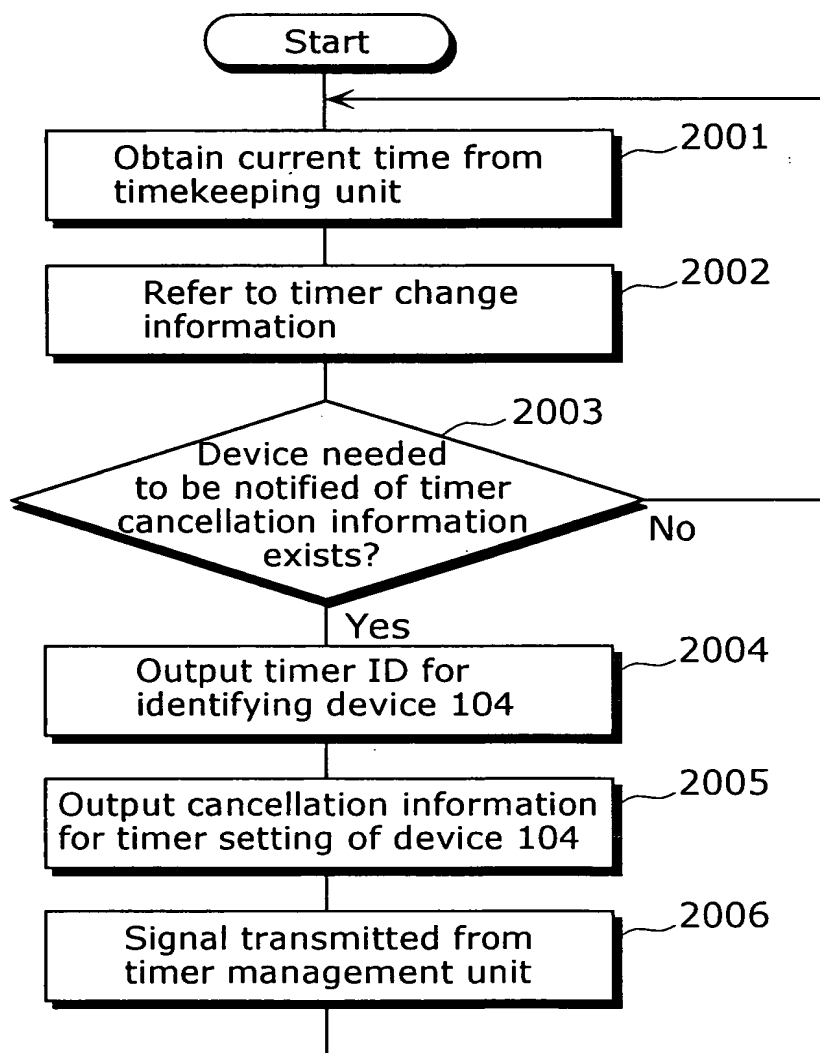 Start
Obtain current time from
timekeeping unit
2001
Refer to timer change
information
2002
2003
Device needed
to be notified of timer
cancellation information
exists?
No
Yes
Output timer ID for
identifying device 104
2004
Output cancellation information
for timer setting of device 104
2005
Signal transmitted from
timer management unit
2006